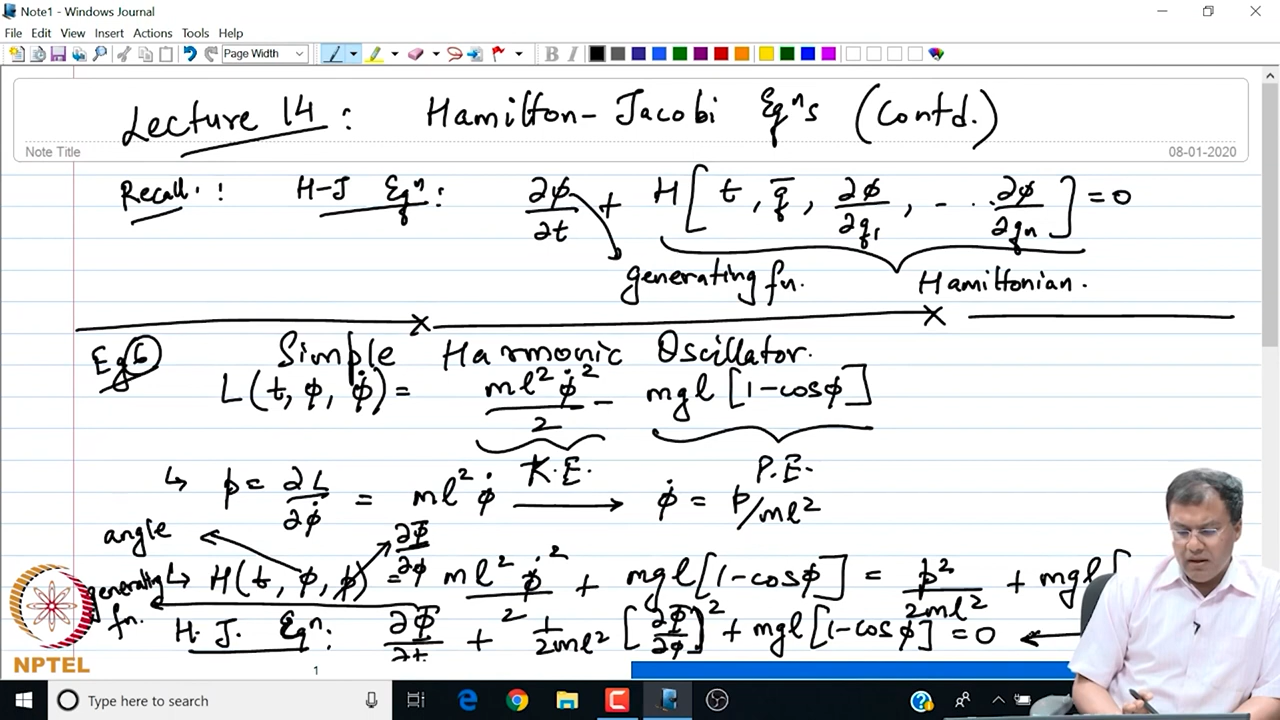 Note1 - Windows Journal
File Edit View Insert Actions Tools Help
Page Width
Lecture 14 : Hamilton-Jacobi Eqⁿs (Contd.)
Note Title
08-01-2020
Recall: : H-J Eqⁿ: ∂ϕ/∂t + H[t, q̄, ∂ϕ/∂q₁, - ... ∂ϕ/∂qn] = 0
generating fn. Hamiltonian.
Eg 6 Simple Harmonic Oscillator.
L(t, ϕ, ϕ̇) = ml²ϕ̇²/2 - mgl[1-cosϕ]
K.E. P.E.
↳ p = ∂L/∂ϕ̇ = ml²ϕ̇ → ϕ̇ = p/ml²
angle ∂Φ/∂ϕ
↳ H(t, ϕ, p) = ml²ϕ̇²/2 + mgl[1-cosϕ] = p²/2ml² + mgl[
generating fn.
H.J. Eqⁿ: ∂Φ/∂t + 1/2ml² [∂Φ/∂ϕ]² + mgl[1-cosϕ] = 0
NPTEL
1
Type here to search